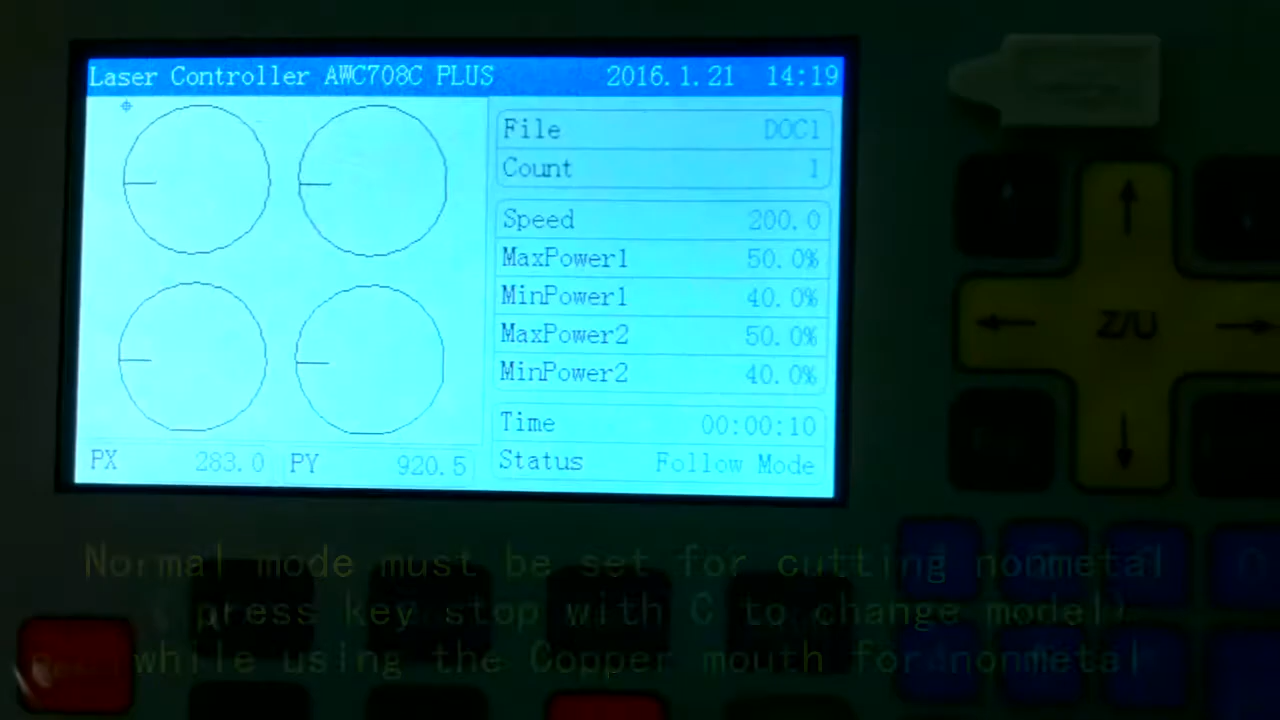 Laser Controller AWC708C PLUS 2016.1.21 14:19
File DOC1
Count 1
Speed 200.0
MaxPower1 50.0%
MinPower1 40.0%
MaxPower2 50.0%
MinPower2 40.0%
Time 00:00:10
Status Follow Mode
PX 283.0 PY 920.5
Z/U
Normal mode must be set for cutting nonmetal
( press key stop with C to change model)
while using the Copper mouth for nonmetal